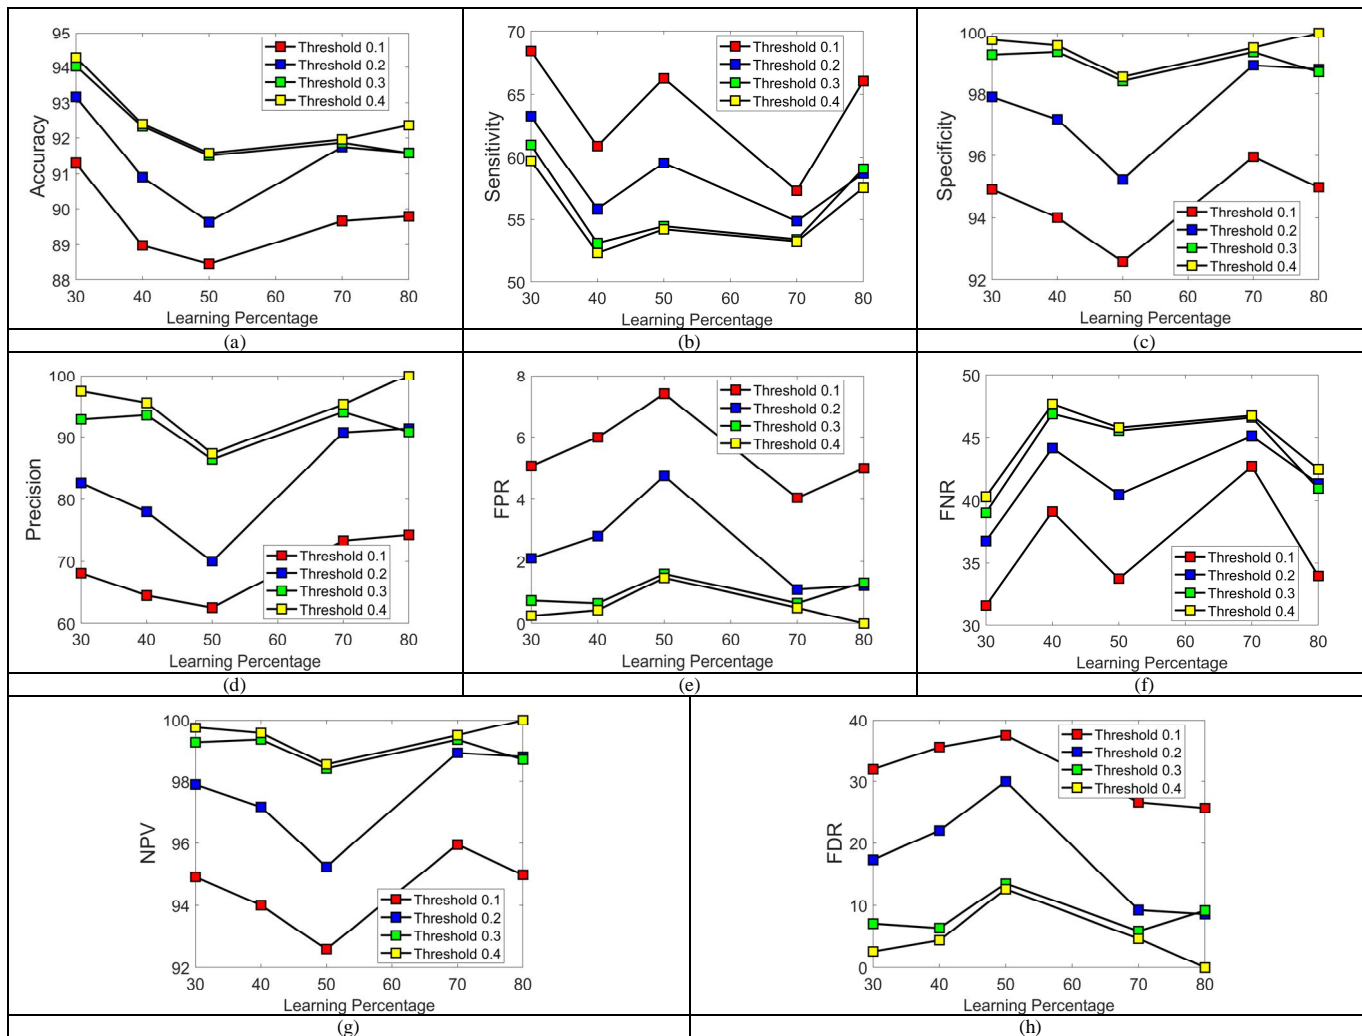 95
94
93
92
91
90
89
88
30 40 50 60 70 80
Accuracy
Learning Percentage
Threshold 0.1
Threshold 0.2
Threshold 0.3
Threshold 0.4
70
65
60
55
50
30 40 50 60 70 80
Sensitivity
Learning Percentage
Threshold 0.1
Threshold 0.2
Threshold 0.3
Threshold 0.4
100
98
96
94
92
30 40 50 60 70 80
Specificity
Learning Percentage
Threshold 0.1
Threshold 0.2
Threshold 0.3
Threshold 0.4
(a) (b) (c)
100
90
80
70
60
30 40 50 60 70 80
Precision
Learning Percentage
Threshold 0.1
Threshold 0.2
Threshold 0.3
Threshold 0.4
8
6
4
2
0
30 40 50 60 70 80
FPR
Learning Percentage
Threshold 0.1
Threshold 0.2
Threshold 0.3
Threshold 0.4
50
45
40
35
30
30 40 50 60 70 80
FNR
Learning Percentage
Threshold 0.1
Threshold 0.2
Threshold 0.3
Threshold 0.4
(d) (e) (f)
100
98
96
94
92
30 40 50 60 70 80
NPV
Learning Percentage
Threshold 0.1
Threshold 0.2
Threshold 0.3
Threshold 0.4
40
30
20
10
0
30 40 50 60 70 80
FDR
Learning Percentage
Threshold 0.1
Threshold 0.2
Threshold 0.3
Threshold 0.4
(g) (h)